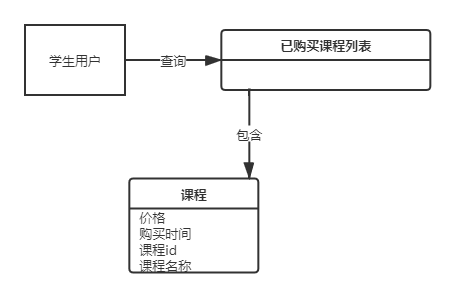 学生用户
查询
已购买课程列表
包含
课程
价格
购买时间
课程id
课程名称